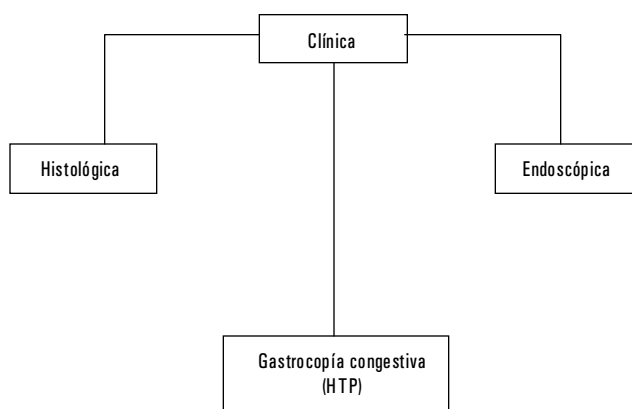 Clínica
Histológica
Endoscópica
Gastrocopía congestiva
(HTP)